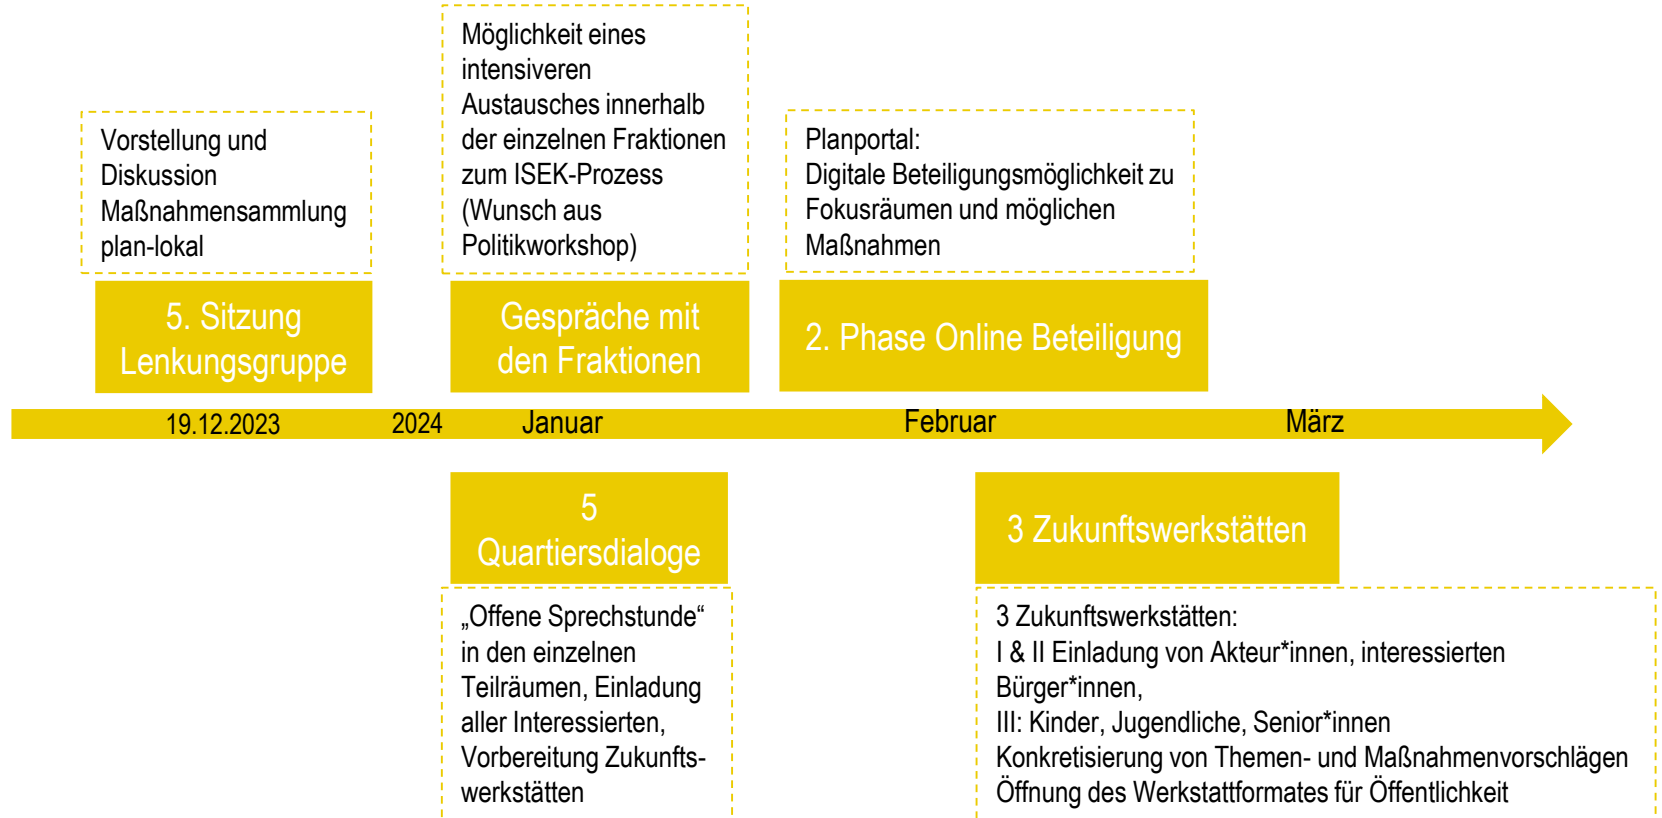 Vorstellung und
Diskussion
Maßnahmensammlung
plan-lokal
5. Sitzung
Lenkungsgruppe
Möglichkeit eines
intensiveren
Austausches innerhalb
der einzelnen Fraktionen
zum ISEK-Prozess
(Wunsch aus
Politikworkshop)
Gespräche mit
den Fraktionen
Planportal:
Digitale Beteiligungsmöglichkeit zu
Fokusräumen und möglichen
Maßnahmen
2. Phase Online Beteiligung
19.12.2023 2024 Januar Februar März
5
Quartiersdialoge
„Offene Sprechstunde“
in den einzelnen
Teilräumen, Einladung
aller Interessierten,
Vorbereitung Zukunfts-
werkstätten
3 Zukunftswerkstätten
3 Zukunftswerkstätten:
I & II Einladung von Akteur*innen, interessierten
Bürger*innen,
III: Kinder, Jugendliche, Senior*innen
Konkretisierung von Themen- und Maßnahmenvorschlägen
Öffnung des Werkstattformates für Öffentlichkeit